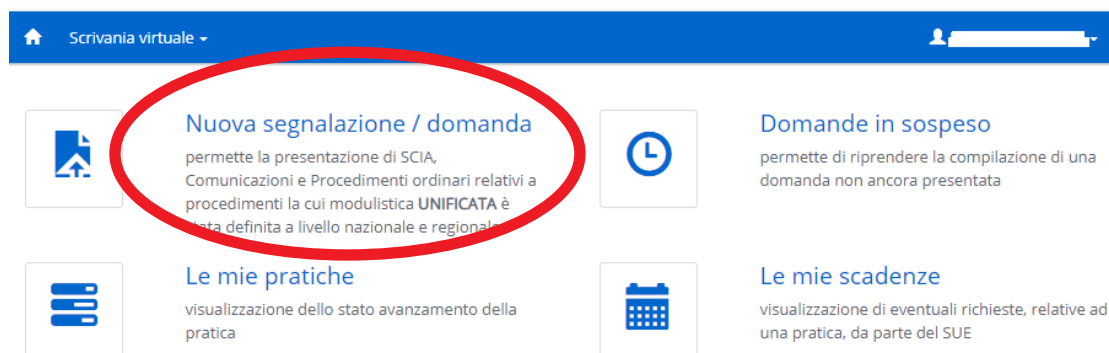 Scrivania virtuale
Nuova segnalazione / domanda
permette la presentazione di SCIA,
Comunicazioni e Procedimenti ordinari relativi a
procedimenti la cui modulistica UNIFICATA è
stata definita a livello nazionale e regionale
Domande in sospeso
permette di riprendere la compilazione di una
domanda non ancora presentata
Le mie pratiche
visualizzazione dello stato avanzamento della
pratica
Le mie scadenze
visualizzazione di eventuali richieste, relative ad
una pratica, da parte del SUE